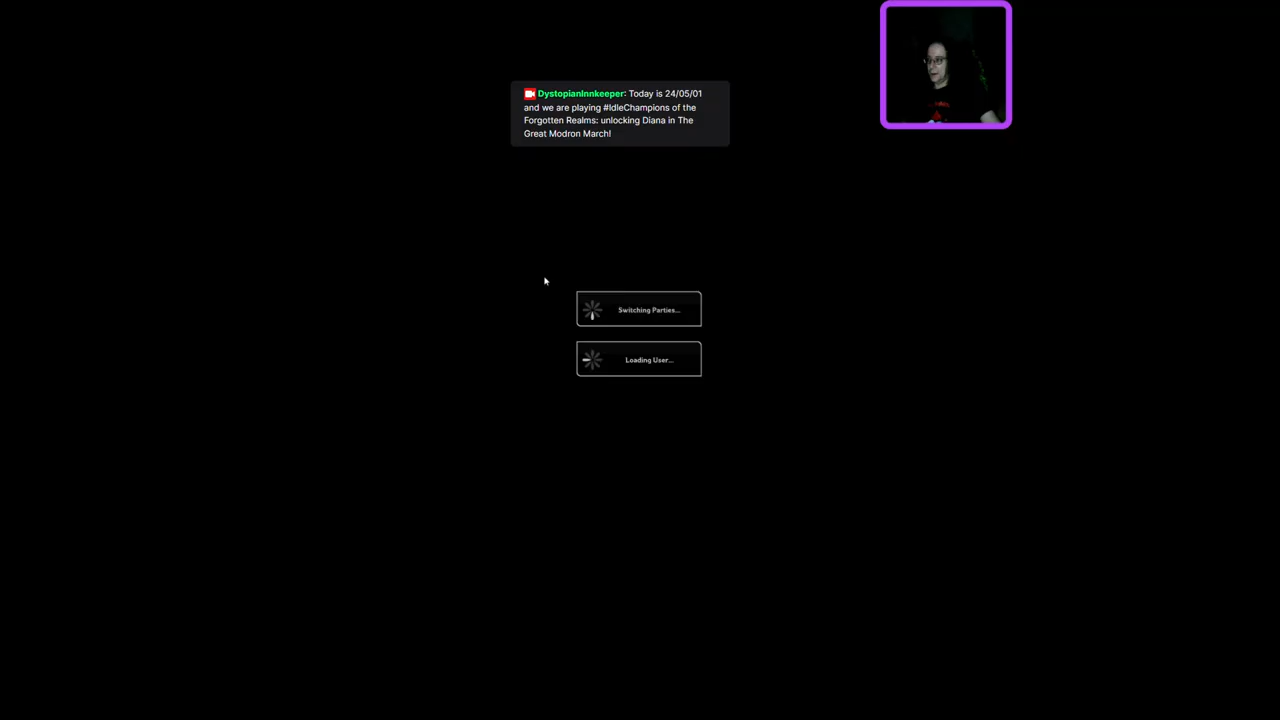 DystopianInnkeeper: Today is 24/05/01
and we are playing #IdleChampions of the
Forgotten Realms: unlocking Diana in The
Great Modron March!
Switching Parties...
Loading User...